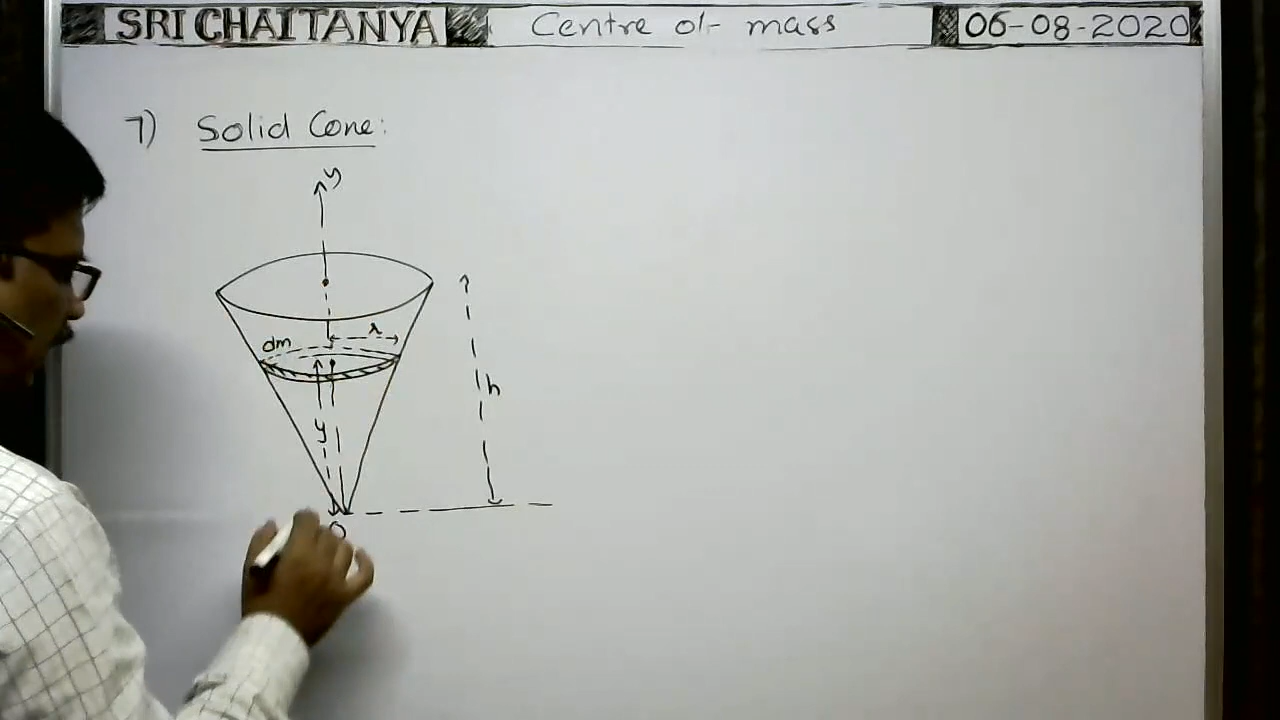 SRI CHAITANYA Centre of mass 06-08-2020
7) Solid Cone:
y
r
dm
h
y
O